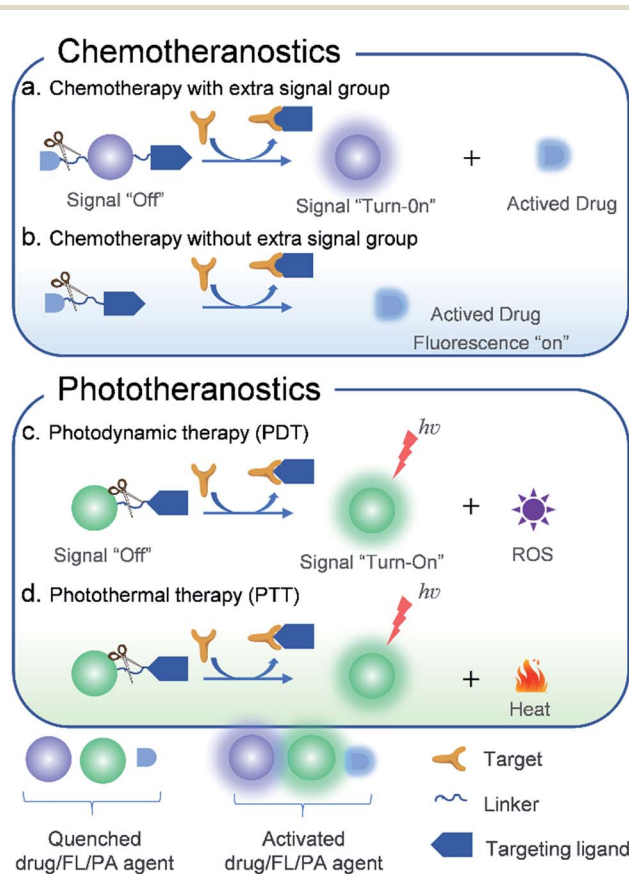 Chemotheranostics
a. Chemotherapy with extra signal group
Signal "Off"
Signal "Turn-0n"
+
Actived Drug
b. Chemotherapy without extra signal group
Actived Drug
Fluorescence "on"
Phototheranostics
c. Photodynamic therapy (PDT)
hv
Signal "Off"
Signal "Turn-On"
+
ROS
d. Photothermal therapy (PTT)
hv
+
Heat
Quenched
drug/FL/PA agent
Activated
drug/FL/PA agent
Target
Linker
Targeting ligand